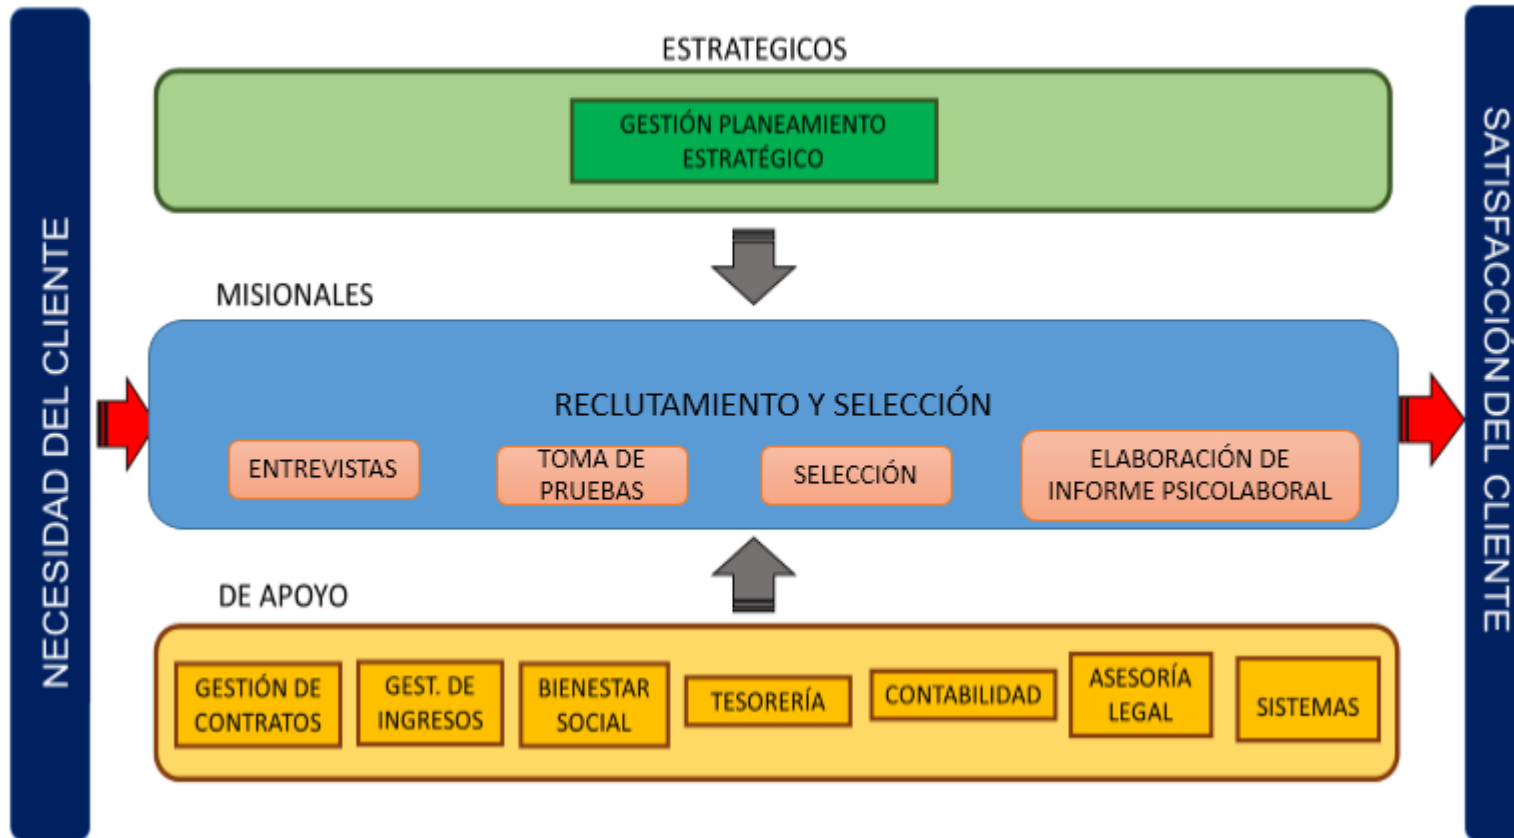 NECESIDAD DEL CLIENTE
ESTRATEGICOS
GESTIÓN PLANEAMIENTO
ESTRATÉGICO
MISIONALES
RECLUTAMIENTO Y SELECCIÓN
ENTREVISTAS
TOMA DE
PRUEBAS
SELECCIÓN
ELABORACIÓN DE
INFORME PSICOLABORAL
DE APOYO
GESTIÓN DE
CONTRATOS
GEST. DE
INGRESOS
BIENESTAR
SOCIAL
TESORERÍA
CONTABILIDAD
ASESORÍA
LEGAL
SISTEMAS
SATISFACCIÓN DEL CLIENTE